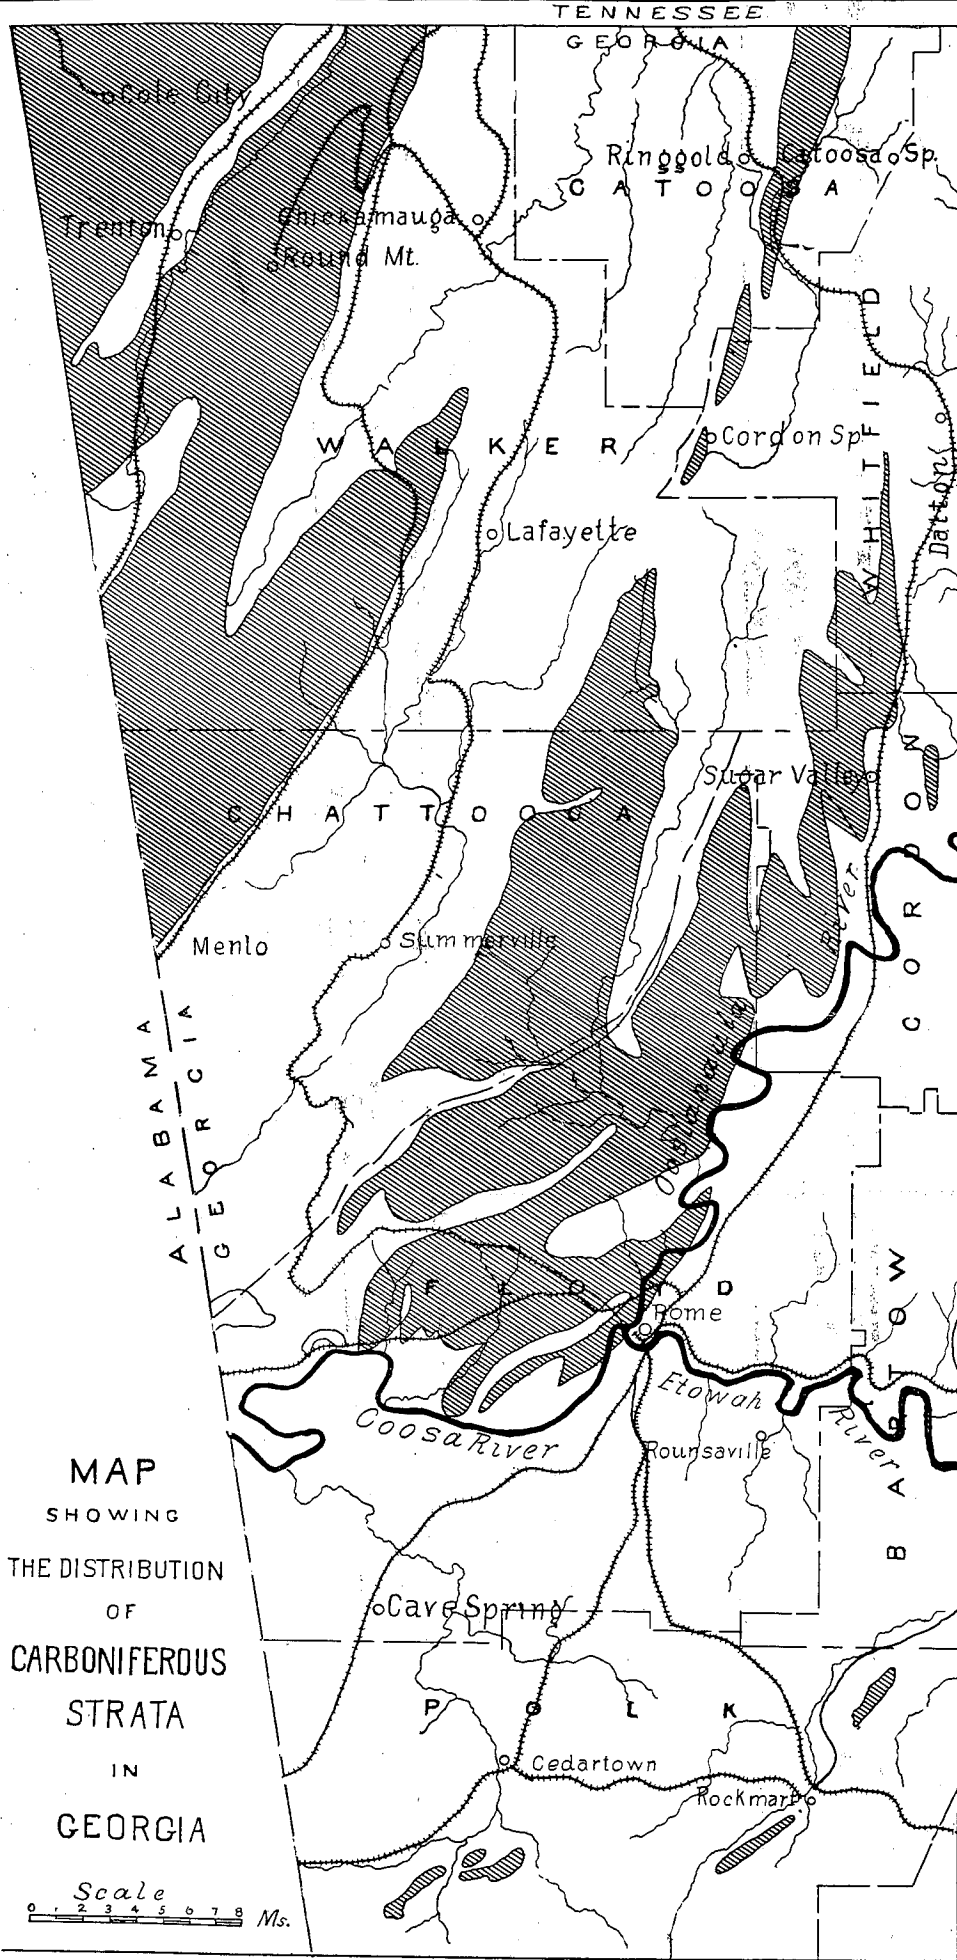 TENNESSEE
GEORGIA
Cole City
Ringgold
Catoosa Sp.
CATOOSA
Trenton
Chickamauga
Round Mt.
WHITFIELD
WALKER
Cordon Sp.
Dalton
Lafayette
Sugar Valley
CHATTOOGA
GORDON
Menlo
Summerville
River
Oostanaula
ALABAMA
GEORGIA
FLOYD
Rome
BARTOW
Etowah
River
Coosa River
Rounsaville
MAP
SHOWING
THE DISTRIBUTION
OF
CARBONIFEROUS
STRATA
IN
GEORGIA
Cave Spring
POLK
Cedartown
Rockmart
Scale
0 1 2 3 4 5 6 7 8 Ms.